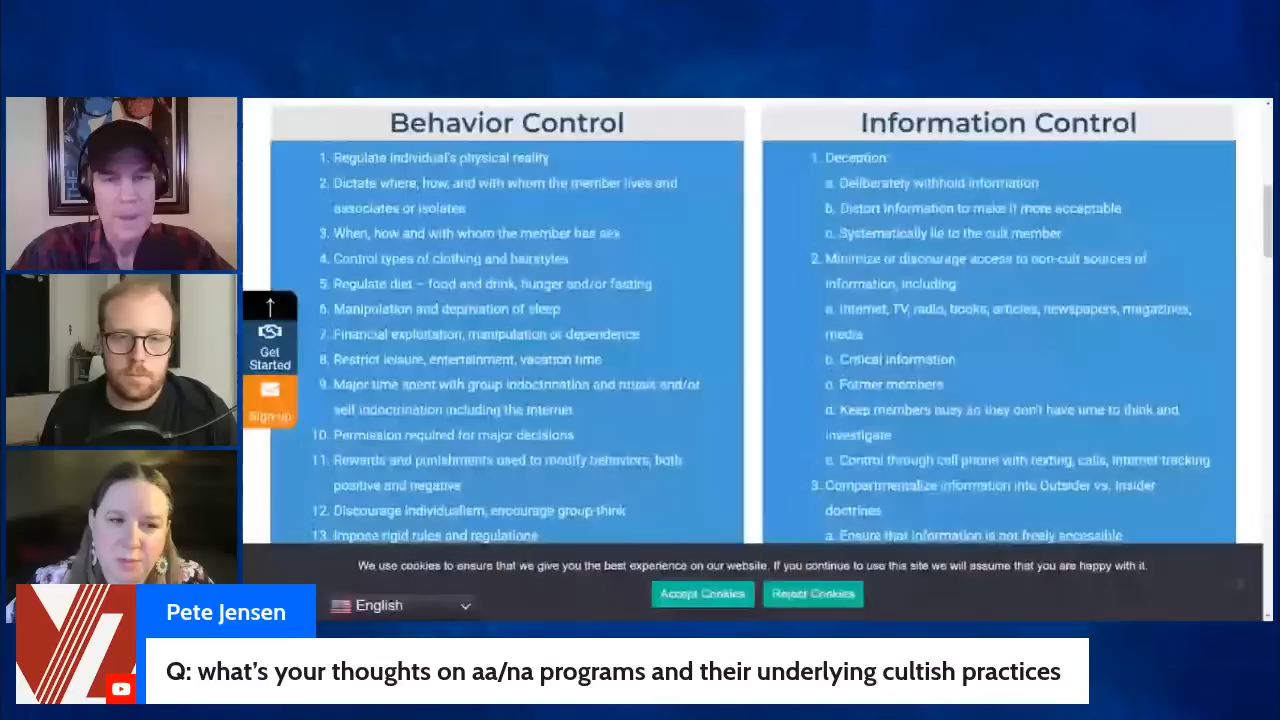 Behavior Control
1. Regulate individual's physical reality
2. Dictate where, how, and with whom the member lives and
associates or isolates
3. When, how and with whom the member has sex
4. Control types of clothing and hairstyles
5. Regulate diet – food and drink, hunger and/or fasting
6. Manipulation and deprivation of sleep
7. Financial exploitation, manipulation or dependence
8. Restrict leisure, entertainment, vacation time
9. Major time spent with group indoctrination and rituals and/or
self indoctrination including the Internet
10. Permission required for major decisions
11. Rewards and punishments used to modify behaviors, both
positive and negative
12. Discourage individualism, encourage group-think
13. Impose rigid rules and regulations
Information Control
1. Deception:
a. Deliberately withhold information
b. Distort information to make it more acceptable
c. Systematically lie to the cult member
2. Minimize or discourage access to non-cult sources of
information, including
a. Internet, TV, radio, books, articles, newspapers, magazines,
media
b. Critical information
c. Former members
d. Keep members busy so they don't have time to think and
investigate
e. Control through cell phone with texting, calls, internet tracking
3. Compartmentalize information into Outsider vs. Insider
doctrines
a. Ensure that information is not freely accessible
Get
Started
Sign-up
We use cookies to ensure that we give you the best experience on our website. If you continue to use this site we will assume that you are happy with it.
English
Accept Cookies
Reject Cookies
Pete Jensen
Q: what's your thoughts on aa/na programs and their underlying cultish practices